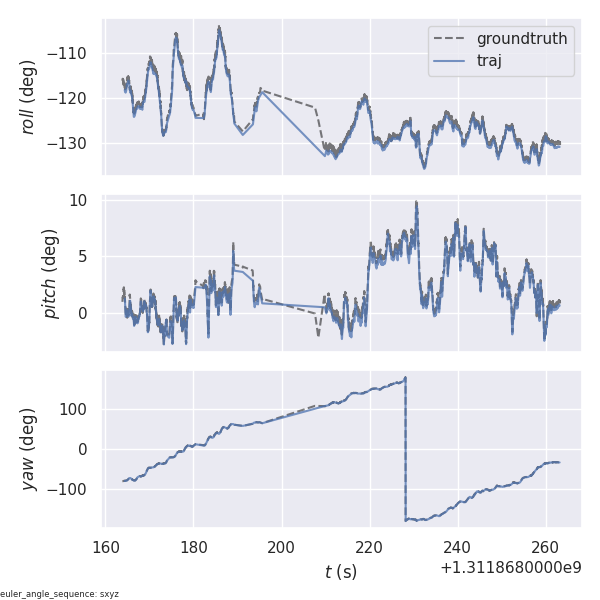 groundtruth
traj
−110
−120
−130
roll (deg)
10
5
0
pitch (deg)
100
0
−100
yaw (deg)
160 180 200 220 240 260
t (s)
+1.3118680000e9
euler_angle_sequence: sxyz